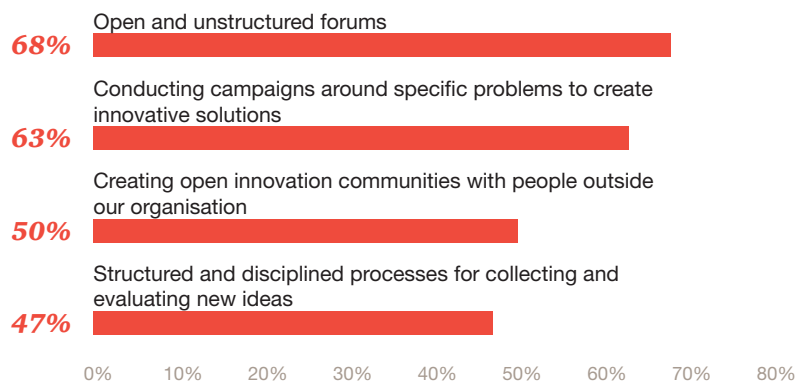 Open and unstructured forums
68%
Conducting campaigns around specific problems to create
innovative solutions
63%
Creating open innovation communities with people outside
our organisation
50%
Structured and disciplined processes for collecting and
evaluating new ideas
47%
0% 10% 20% 30% 40% 50% 60% 70% 80%